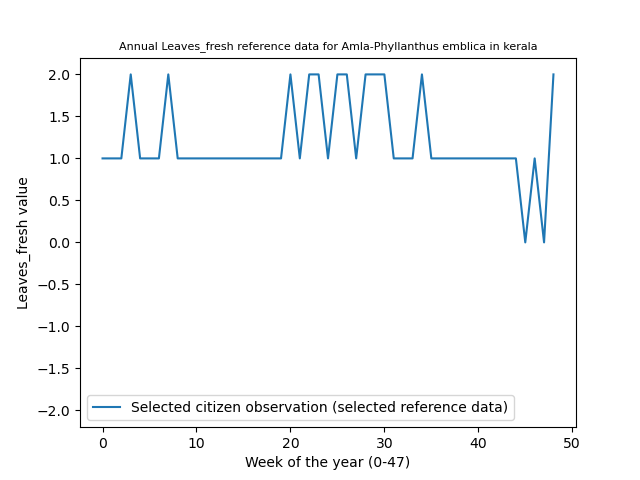 Annual Leaves_fresh reference data for Amla-Phyllanthus emblica in kerala
2.0
1.5
1.0
0.5
0.0
−0.5
−1.0
−1.5
−2.0
Leaves_fresh value
Selected citizen observation (selected reference data)
0 10 20 30 40 50
Week of the year (0-47)